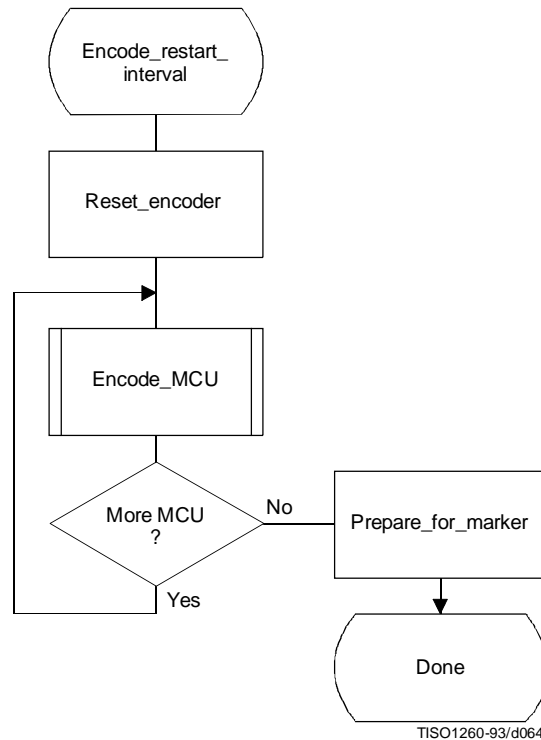 Encode_restart_
interval
Reset_encoder
Encode_MCU
More MCU
?
No
Prepare_for_marker
Yes
Done
TISO1260-93/d064